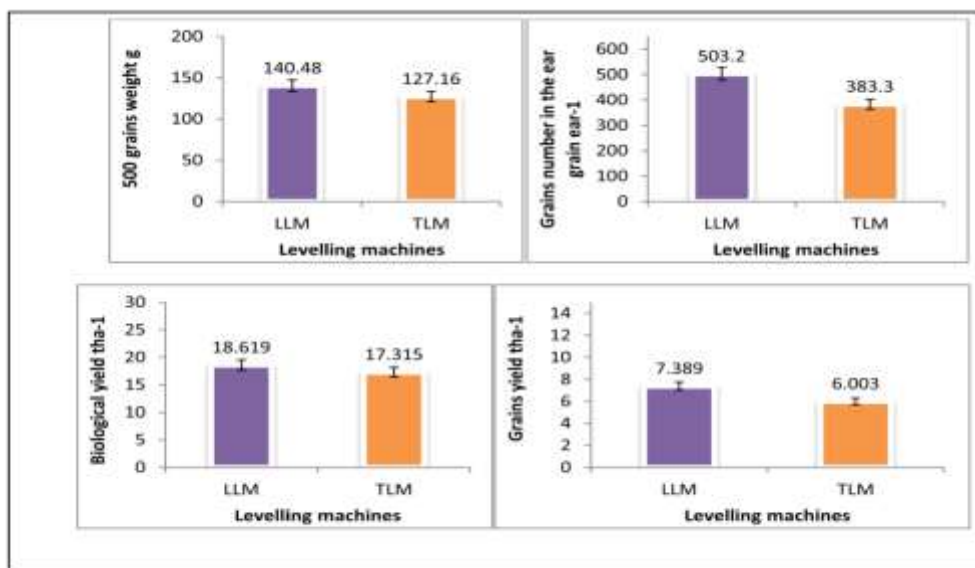 500 grains weight g
200
150
100
50
0
140.48
127.16
LLM TLM
Levelling machines
Grains number in the ear
grain ear-1
600
500
400
300
200
100
0
503.2
383.3
LLM TLM
Levelling machines
Biological yield tha-1
30
25
20
15
10
5
0
18.619
17.315
LLM TLM
Levelling machines
Grains yield tha-1
14
12
10
8
6
4
2
0
7.389
6.003
LLM TLM
Levelling machines